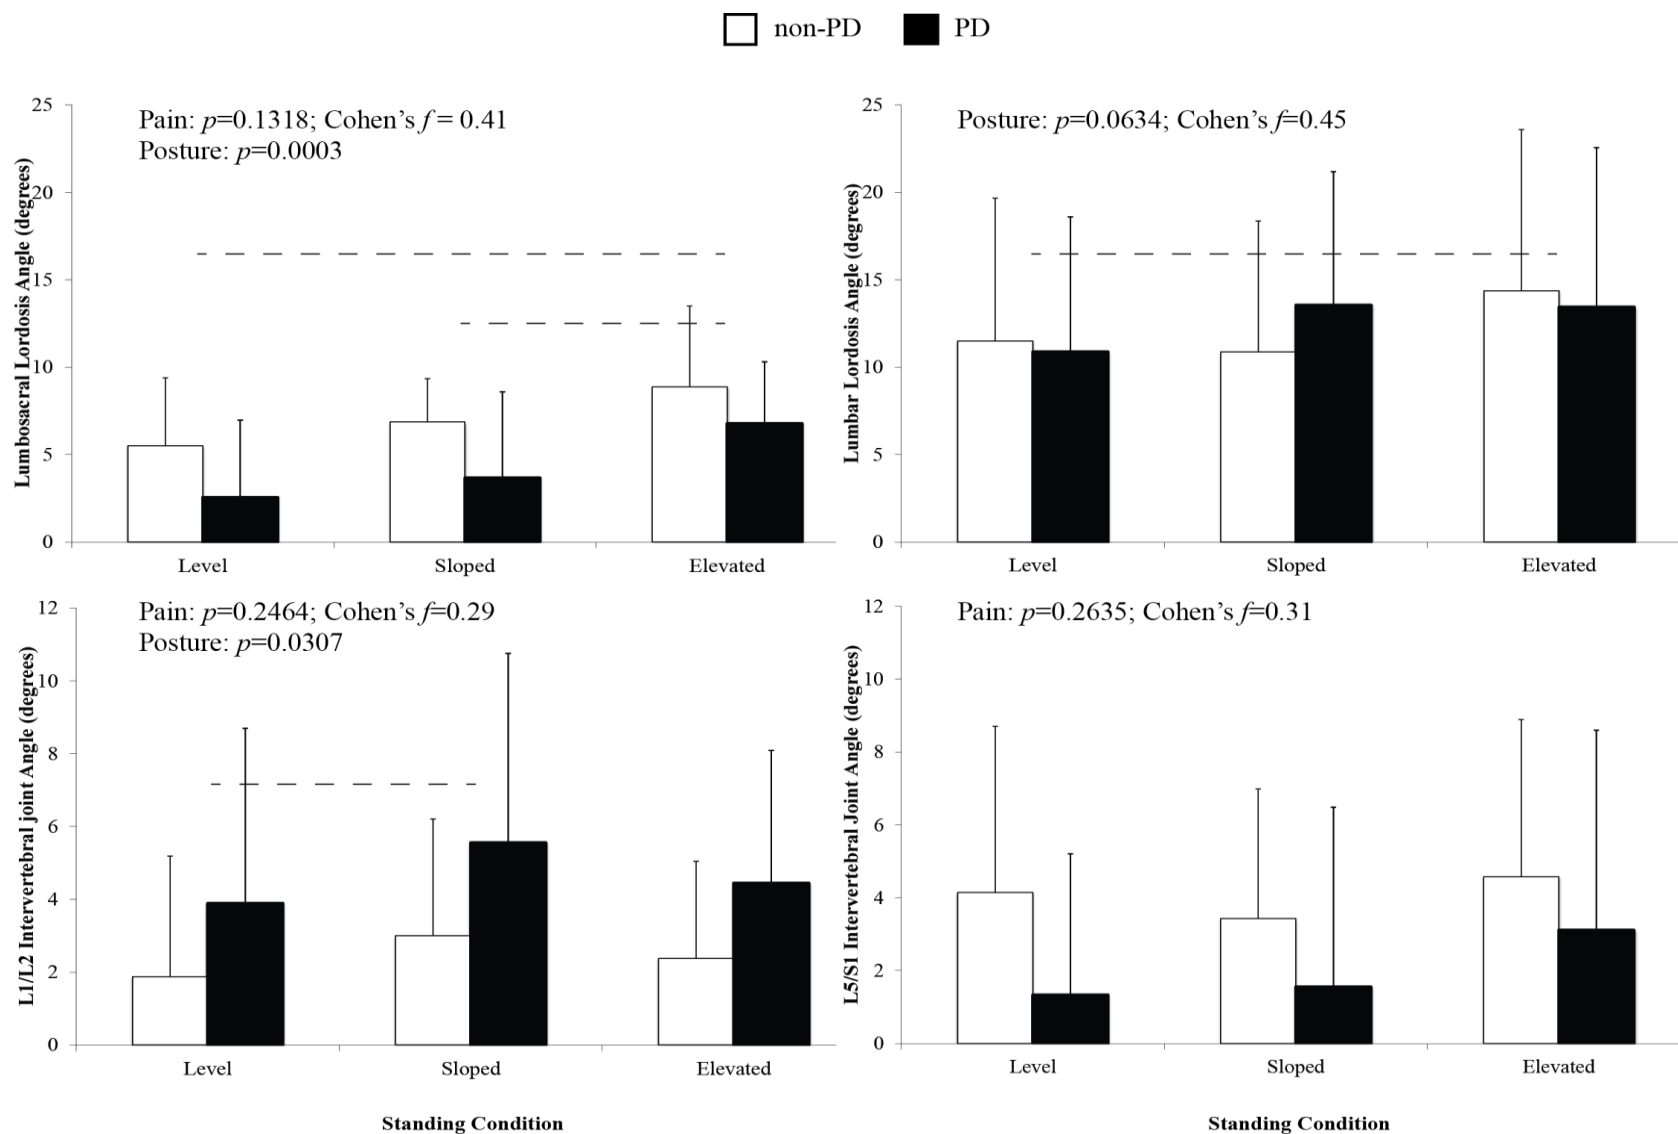 non-PD PD
Pain: p=0.1318; Cohen's f = 0.41
Posture: p=0.0003
Lumbosacral Lordosis Angle (degrees)
25
20
15
10
5
0
Level Sloped Elevated
Posture: p=0.0634; Cohen's f=0.45
Lumbar Lordosis Angle (degrees)
25
20
15
10
5
0
Level Sloped Elevated
Pain: p=0.2464; Cohen's f=0.29
Posture: p=0.0307
L1/L2 Intervertebral joint Angle (degrees)
12
10
8
6
4
2
0
Level Sloped Elevated
Standing Condition
Pain: p=0.2635; Cohen's f=0.31
L5/S1 Intervertebral Joint Angle (degrees)
12
10
8
6
4
2
0
Level Sloped Elevated
Standing Condition